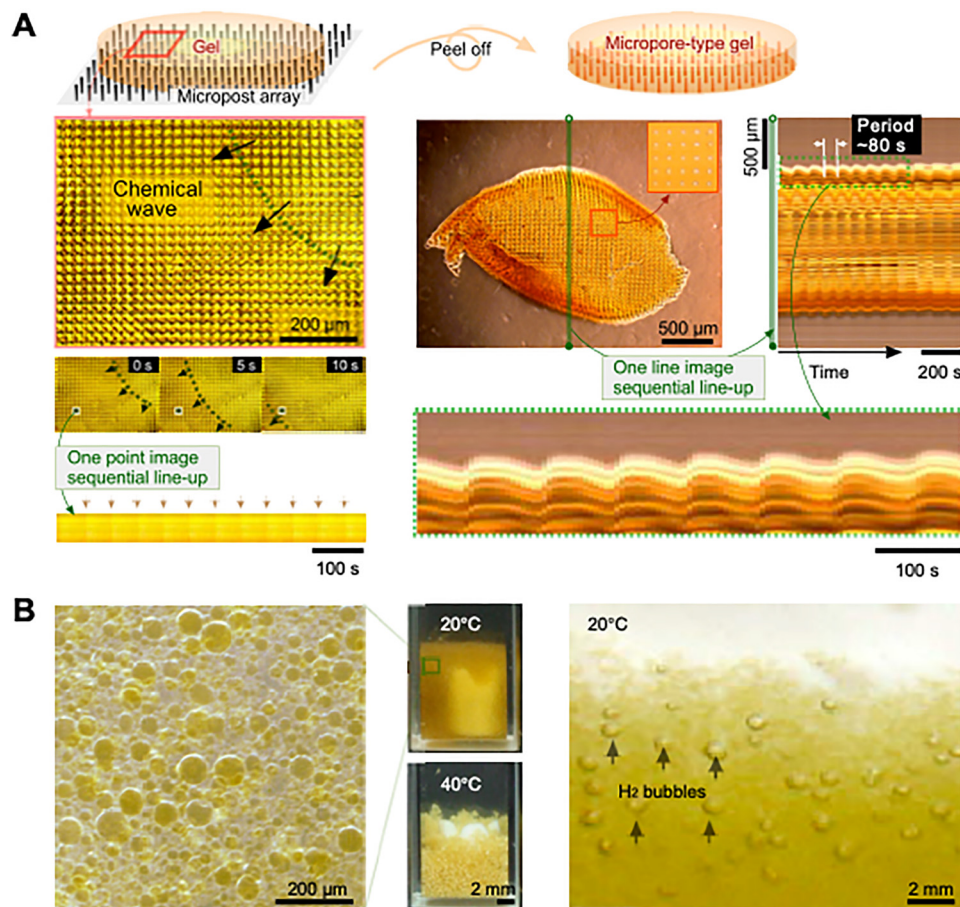 A
Gel
Micropost array
Peel off
Micropore-type gel
Chemical
wave
200 µm
0 s
5 s
10 s
One point image
sequential line-up
100 s
500 µm
One line image
sequential line-up
500 µm
Period
~80 s
Time
200 s
100 s
B
200 µm
20°C
40°C
2 mm
20°C
H2 bubbles
2 mm